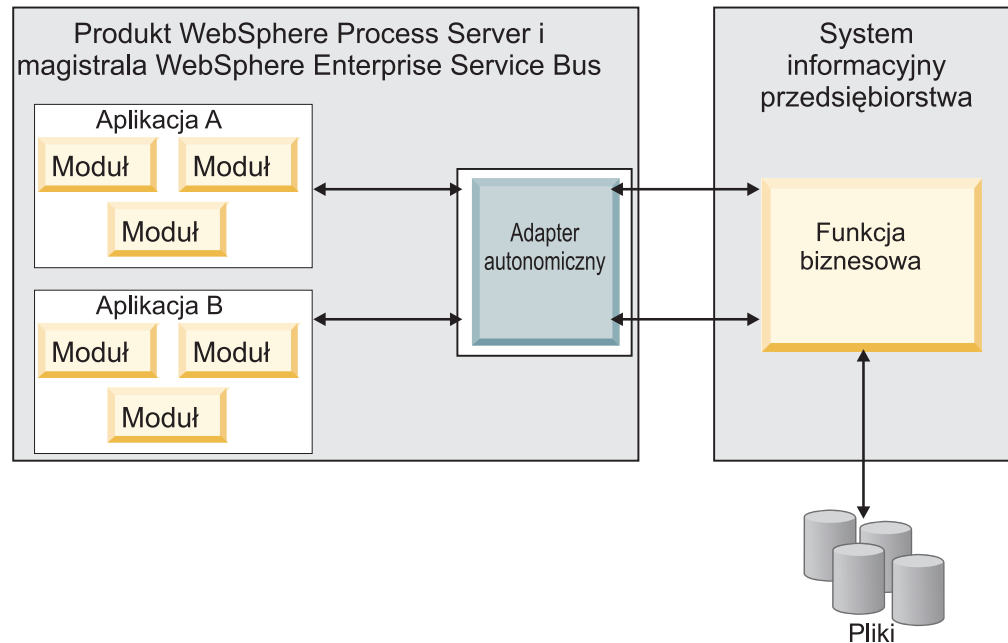 Produkt WebSphere Process Server i
magistrala WebSphere Enterprise Service Bus
Aplikacja A
Moduł
Moduł
Moduł
Aplikacja B
Moduł
Moduł
Moduł
Adapter
autonomiczny
System
informacyjny
przedsiębiorstwa
Funkcja
biznesowa
Pliki